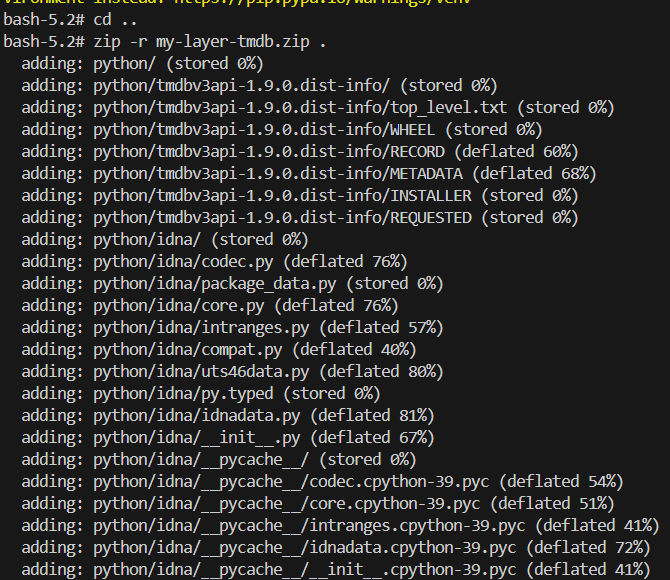 vironment instead: https://pip.pypa.io/warnings/venv
bash-5.2# cd ..
bash-5.2# zip -r my-layer-tmdb.zip .
  adding: python/ (stored 0%)
  adding: python/tmdbv3api-1.9.0.dist-info/ (stored 0%)
  adding: python/tmdbv3api-1.9.0.dist-info/top_level.txt (stored 0%)
  adding: python/tmdbv3api-1.9.0.dist-info/WHEEL (stored 0%)
  adding: python/tmdbv3api-1.9.0.dist-info/RECORD (deflated 60%)
  adding: python/tmdbv3api-1.9.0.dist-info/METADATA (deflated 68%)
  adding: python/tmdbv3api-1.9.0.dist-info/INSTALLER (stored 0%)
  adding: python/tmdbv3api-1.9.0.dist-info/REQUESTED (stored 0%)
  adding: python/idna/ (stored 0%)
  adding: python/idna/codec.py (deflated 76%)
  adding: python/idna/package_data.py (stored 0%)
  adding: python/idna/core.py (deflated 76%)
  adding: python/idna/intranges.py (deflated 57%)
  adding: python/idna/compat.py (deflated 40%)
  adding: python/idna/uts46data.py (deflated 80%)
  adding: python/idna/py.typed (stored 0%)
  adding: python/idna/idnadata.py (deflated 81%)
  adding: python/idna/__init__.py (deflated 67%)
  adding: python/idna/__pycache__/ (stored 0%)
  adding: python/idna/__pycache__/codec.cpython-39.pyc (deflated 54%)
  adding: python/idna/__pycache__/core.cpython-39.pyc (deflated 51%)
  adding: python/idna/__pycache__/intranges.cpython-39.pyc (deflated 41%)
  adding: python/idna/__pycache__/idnadata.cpython-39.pyc (deflated 72%)
  adding: python/idna/__pycache__/__init__.cpython-39.pyc (deflated 41%)